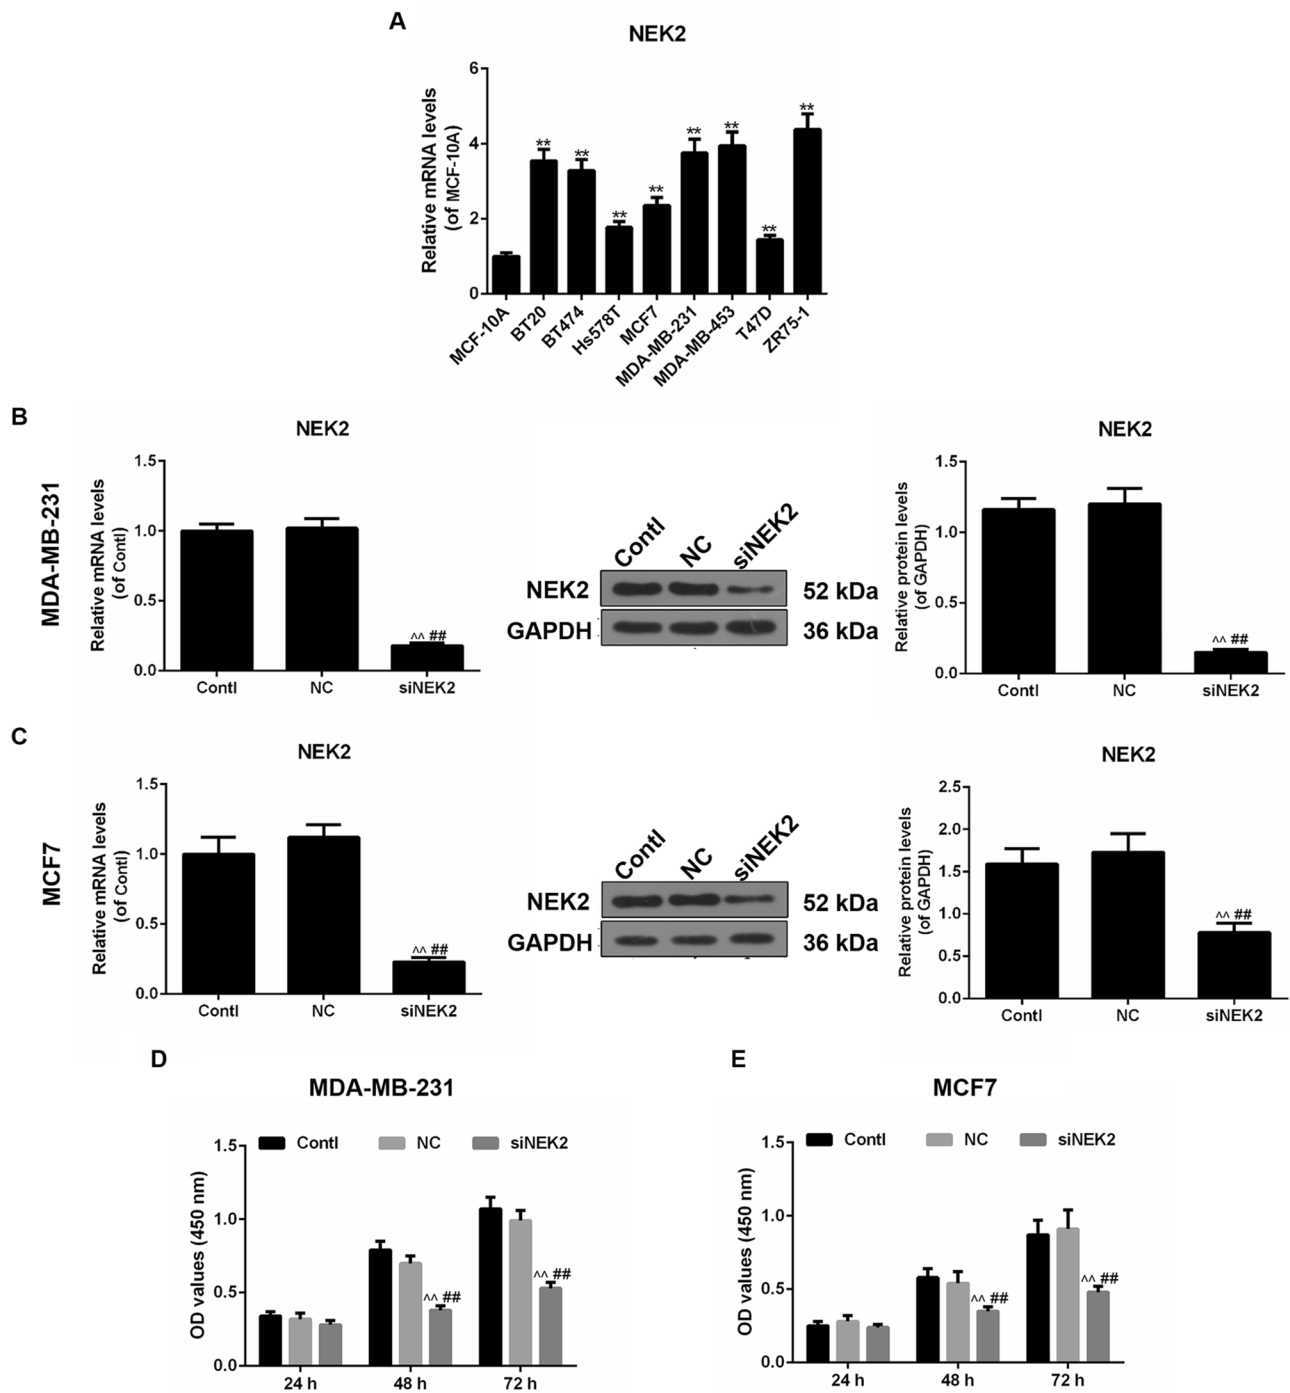 A
NEK2
Relative mRNA levels
(of MCF-10A)
6
4
2
0
** ** ** ** ** ** ** **
MCF-10A BT20 BT474 Hs578T MCF7 MDA-MB-231 MDA-MB-453 T47D ZR75-1
B
MDA-MB-231
NEK2
Relative mRNA levels
(of Contl)
1.5
1.0
0.5
0.0
^^ ##
Contl NC siNEK2
Contl NC siNEK2
NEK2 52 kDa
GAPDH 36 kDa
NEK2
Relative protein levels
(of GAPDH)
1.5
1.0
0.5
0.0
^^ ##
Contl NC siNEK2
C
MCF7
NEK2
Relative mRNA levels
(of Contl)
1.5
1.0
0.5
0.0
^^ ##
Contl NC siNEK2
Contl NC siNEK2
NEK2 52 kDa
GAPDH 36 kDa
NEK2
Relative protein levels
(of GAPDH)
2.5
2.0
1.5
1.0
0.5
0.0
^^ ##
Contl NC siNEK2
D
MDA-MB-231
Contl NC siNEK2
OD values (450 nm)
1.5
1.0
0.5
0.0
^^ ## ^^ ##
24 h 48 h 72 h
E
MCF7
Contl NC siNEK2
OD values (450 nm)
1.5
1.0
0.5
0.0
^^ ## ^^ ##
24 h 48 h 72 h